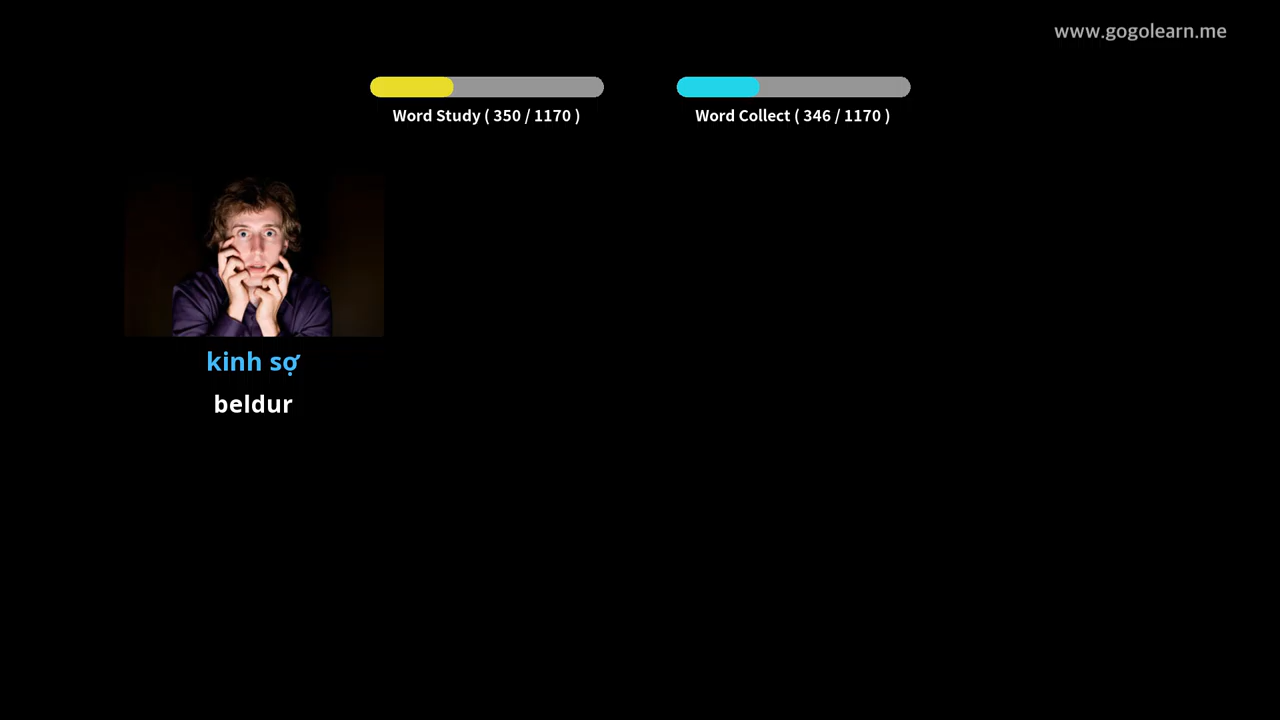 www.gogolearn.me
Word Study ( 350 / 1170 )
Word Collect ( 346 / 1170 )
kinh sợ
beldur